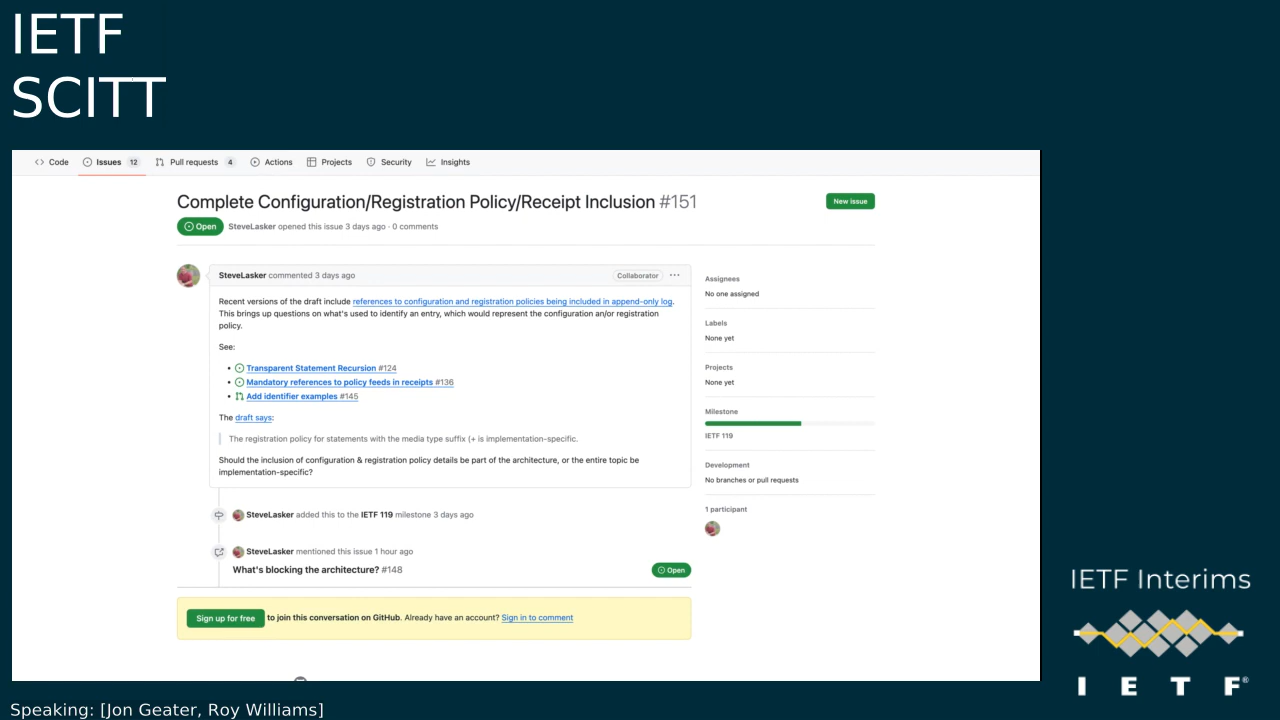 IETF
SCITT
Code
Issues 12
Pull requests 4
Actions
Projects
Security
Insights
Complete Configuration/Registration Policy/Receipt Inclusion #151
New issue
Open SteveLasker opened this issue 3 days ago · 0 comments
SteveLasker commented 3 days ago
Collaborator ···
Recent versions of the draft include references to configuration and registration policies being included in append-only log.
This brings up questions on what's used to identify an entry, which would represent the configuration an/or registration
policy.
See:
• Transparent Statement Recursion #124
• Mandatory references to policy feeds in receipts #136
• Add identifier examples #145
The draft says:
The registration policy for statements with the media type suffix (+ is implementation-specific.
Should the inclusion of configuration & registration policy details be part of the architecture, or the entire topic be
implementation-specific?
SteveLasker added this to the IETF 119 milestone 3 days ago
SteveLasker mentioned this issue 1 hour ago
What's blocking the architecture? #148
Open
Sign up for free to join this conversation on GitHub. Already have an account? Sign in to comment
Assignees
No one assigned
Labels
None yet
Projects
None yet
Milestone
IETF 119
Development
No branches or pull requests
1 participant
IETF Interims
I E T F®
Speaking: [Jon Geater, Roy Williams]